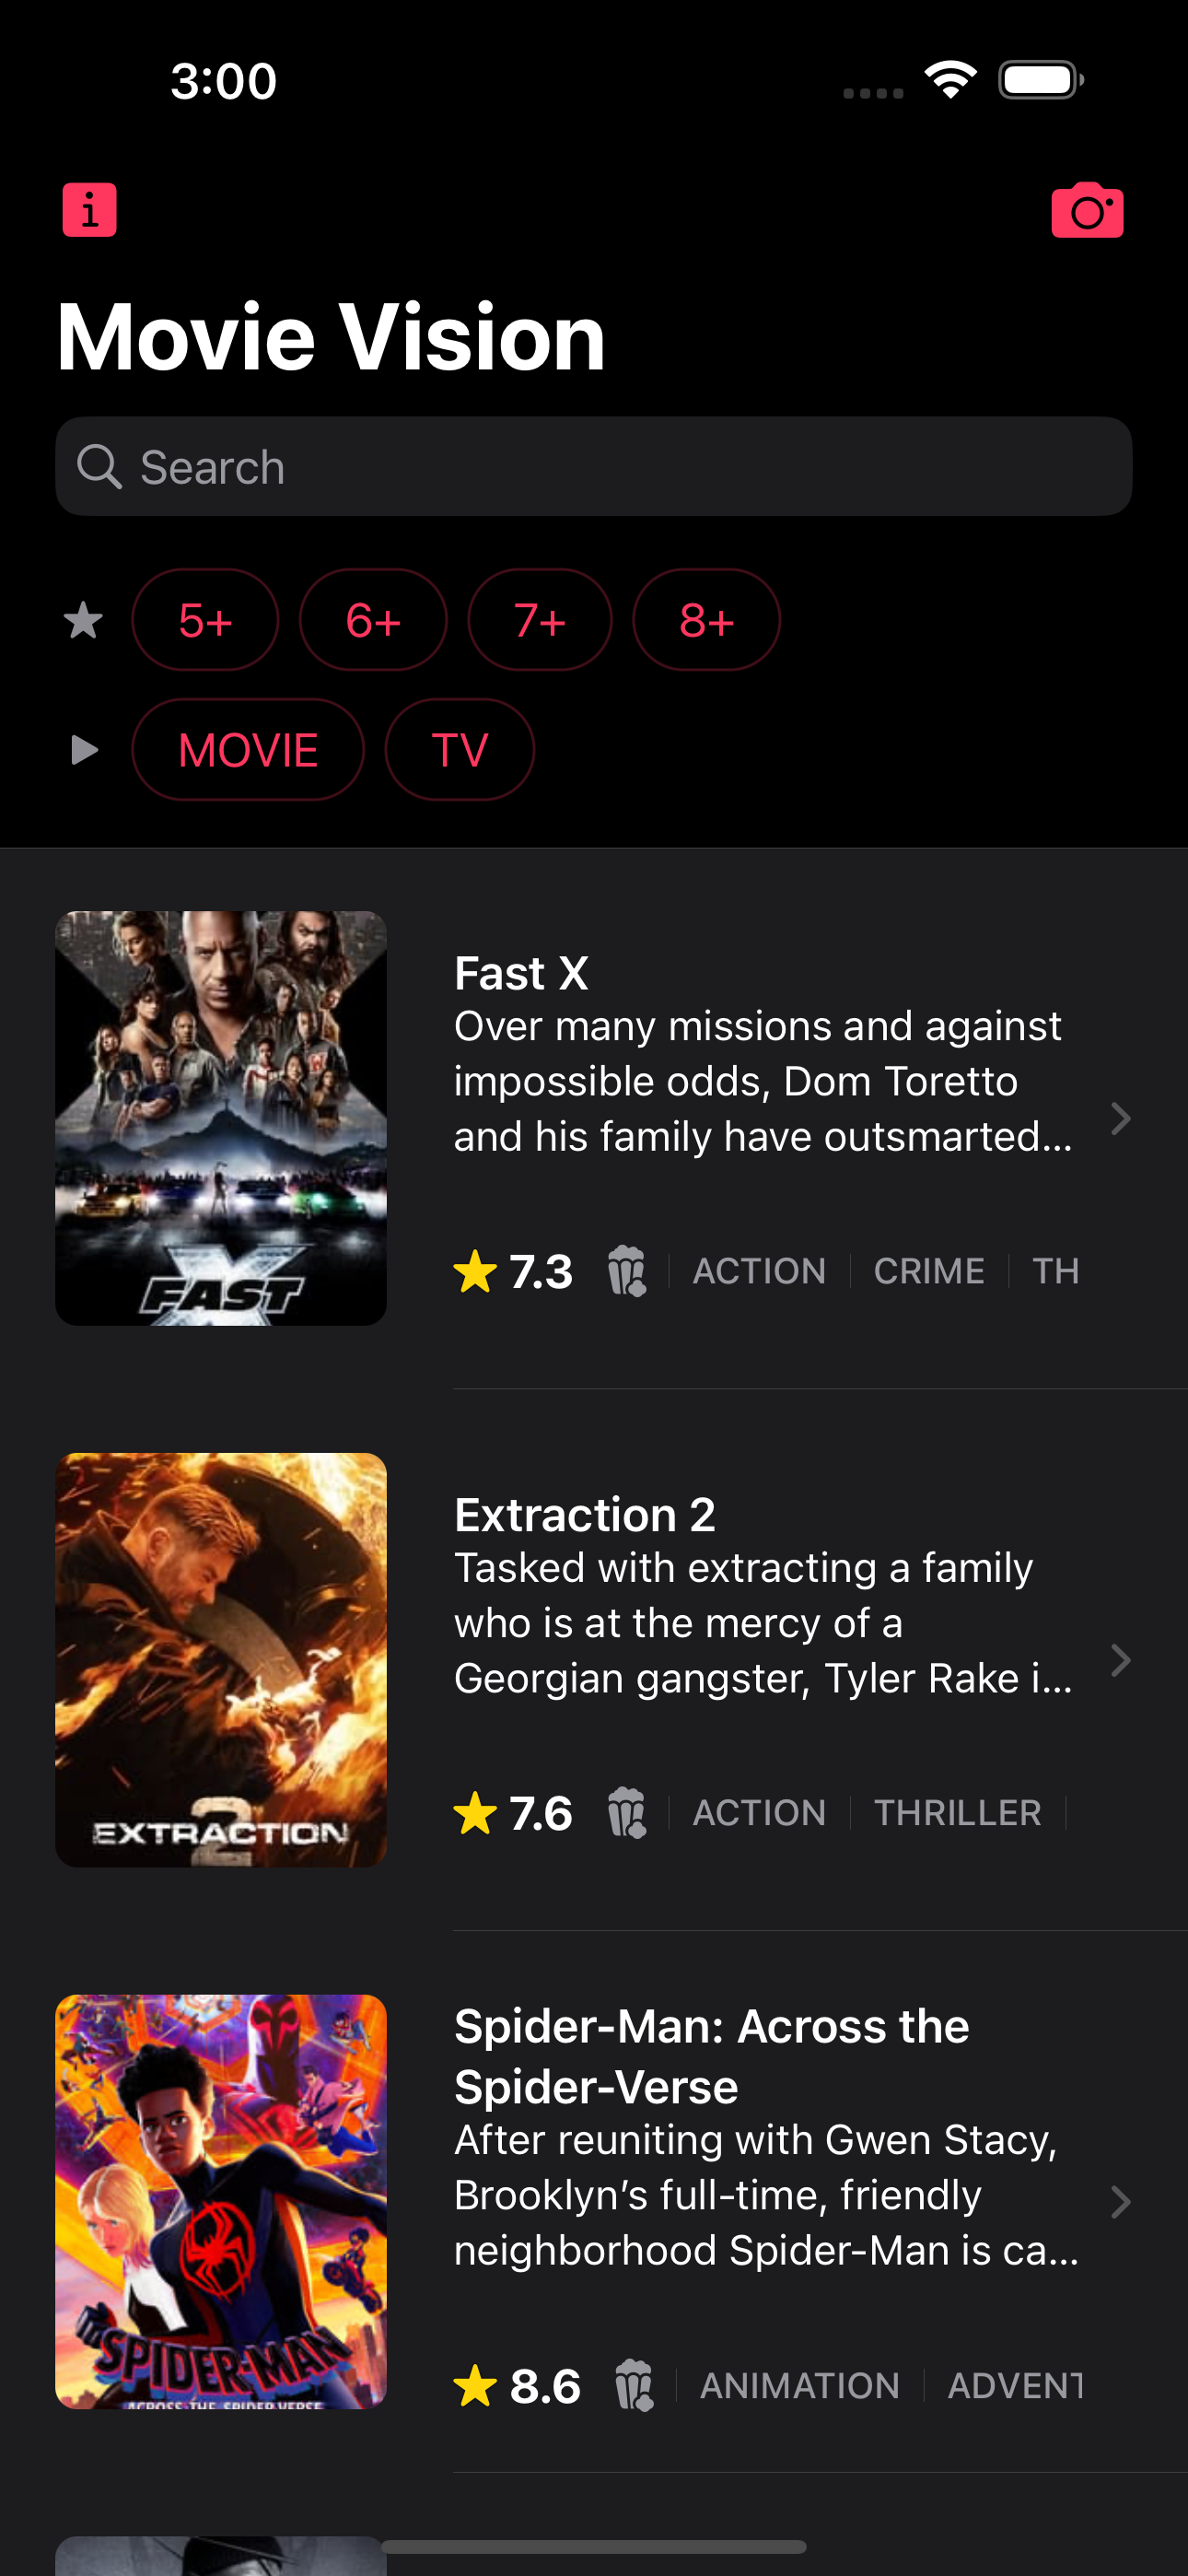 3:00
Movie Vision
Search
5+ 6+ 7+ 8+
MOVIE TV
FAST X
Fast X
Over many missions and against
impossible odds, Dom Toretto
and his family have outsmarted...
7.3 ACTION CRIME TH
2
EXTRACTION
Extraction 2
Tasked with extracting a family
who is at the mercy of a
Georgian gangster, Tyler Rake i...
7.6 ACTION THRILLER
SPIDER-MAN
ACROSS THE SPIDER-VERSE
Spider-Man: Across the
Spider-Verse
After reuniting with Gwen Stacy,
Brooklyn’s full-time, friendly
neighborhood Spider-Man is ca...
8.6 ANIMATION ADVENT